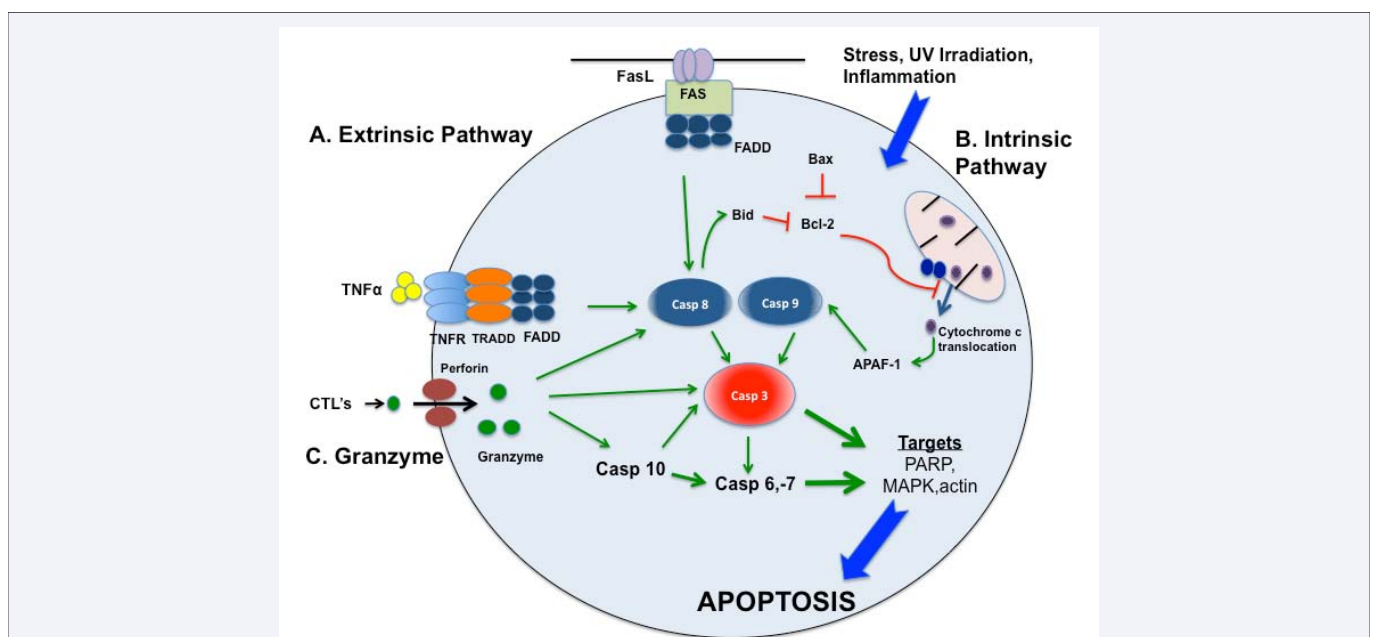 Stress, UV Irradiation,
Inflammation
FasL
FAS
A. Extrinsic Pathway
FADD
B. Intrinsic
Pathway
Bax
Bid
Bcl-2
TNFα
Casp 8
Casp 9
TNFR
TRADD
FADD
Cytochrome c
translocation
APAF-1
Perforin
CTL's
Casp 3
Targets
PARP,
MAPK,actin
C. Granzyme
Granzyme
Casp 10
Casp 6,-7
APOPTOSIS